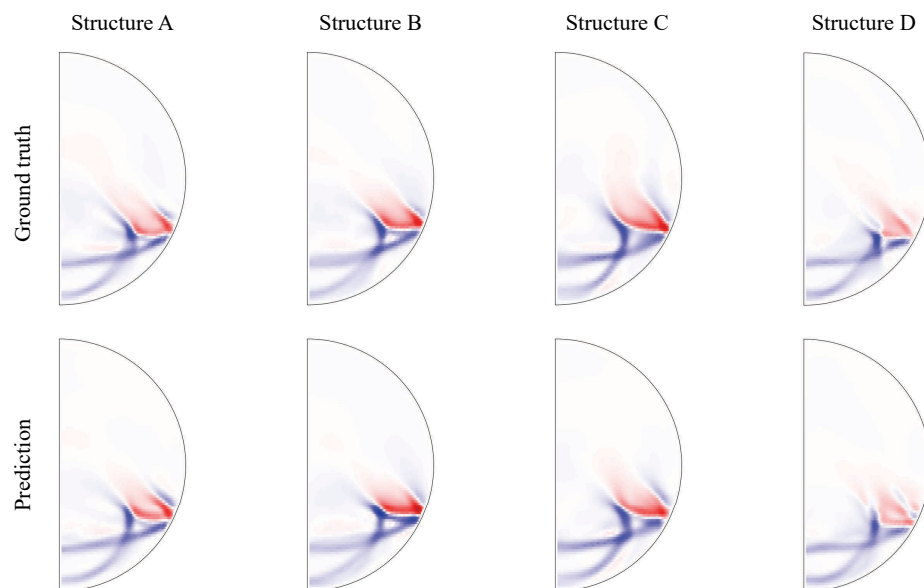 Structure A
Structure B
Structure C
Structure D
Ground truth
Prediction